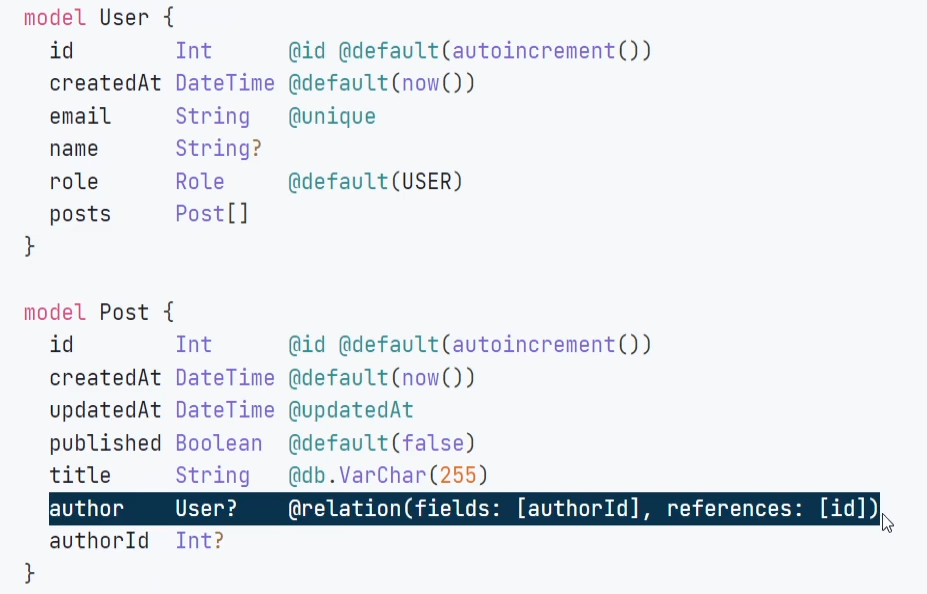 model User {
  id        Int      @id @default(autoincrement())
  createdAt DateTime @default(now())
  email     String   @unique
  name      String?
  role      Role     @default(USER)
  posts     Post[]
}

model Post {
  id        Int      @id @default(autoincrement())
  createdAt DateTime @default(now())
  updatedAt DateTime @updatedAt
  published Boolean  @default(false)
  title     String   @db.VarChar(255)
  author    User?    @relation(fields: [authorId], references: [id])
  authorId  Int?
}